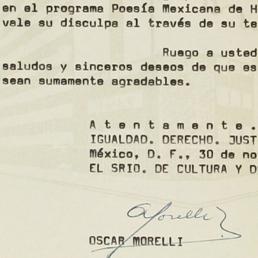 en el programa Poesía Mexicana de H
vale su disculpa al través de su te
Ruego a usted
saludos y sinceros deseos de que es
sean sumamente agradables.
A t e n t a m e n t e .
IGUALDAD. DERECHO. JUST
México, D. F., 30 de no
EL SRIO. DE CULTURA Y D
OMorelli
OSCAR MORELLI